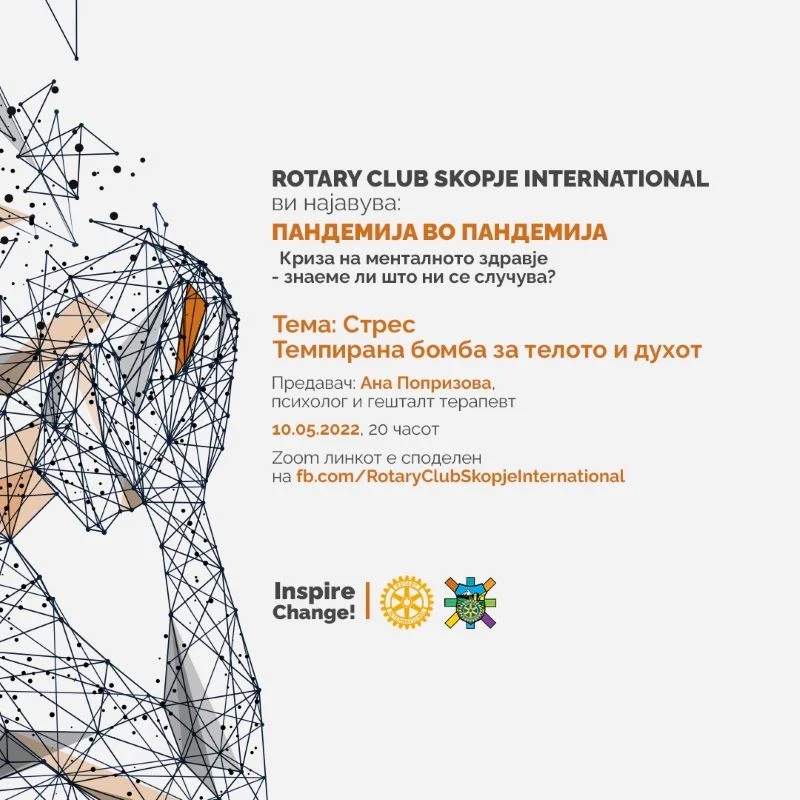 ROTARY CLUB SKOPJE INTERNATIONAL
ви најавува:
ПАНДЕМИЈА ВО ПАНДЕМИЈА
Криза на менталното здравје
- знаеме ли што ни се случува?
Тема: Стрес
Темпирана бомба за телото и духот
Предавач: Ана Попризова,
психолог и гешталт терапевт
10.05.2022, 20 часот
Zoom линкот е споделен
на fb.com/RotaryClubSkopjeInternational
Inspire
Change!
ROTARY
INTERNATIONAL